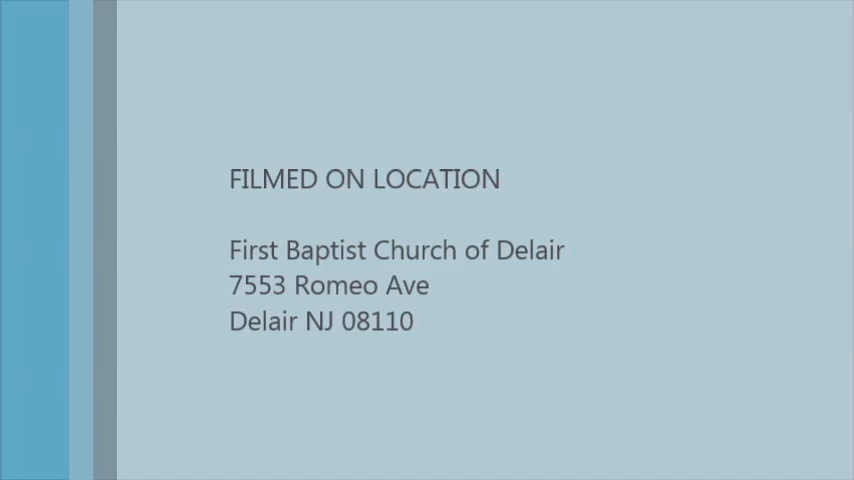 FILMED ON LOCATION
First Baptist Church of Delair
7553 Romeo Ave
Delair NJ 08110